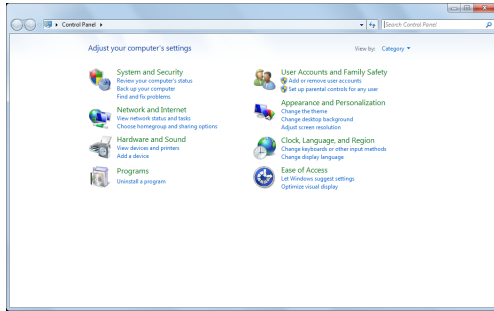 Control Panel
Search Control Panel
Adjust your computer's settings
View by: Category
System and Security
Review your computer's status
Back up your computer
Find and fix problems
Network and Internet
View network status and tasks
Choose homegroup and sharing options
Hardware and Sound
View devices and printers
Add a device
Programs
Uninstall a program
User Accounts and Family Safety
Add or remove user accounts
Set up parental controls for any user
Appearance and Personalization
Change the theme
Change desktop background
Adjust screen resolution
Clock, Language, and Region
Change keyboards or other input methods
Change display language
Ease of Access
Let Windows suggest settings
Optimize visual display